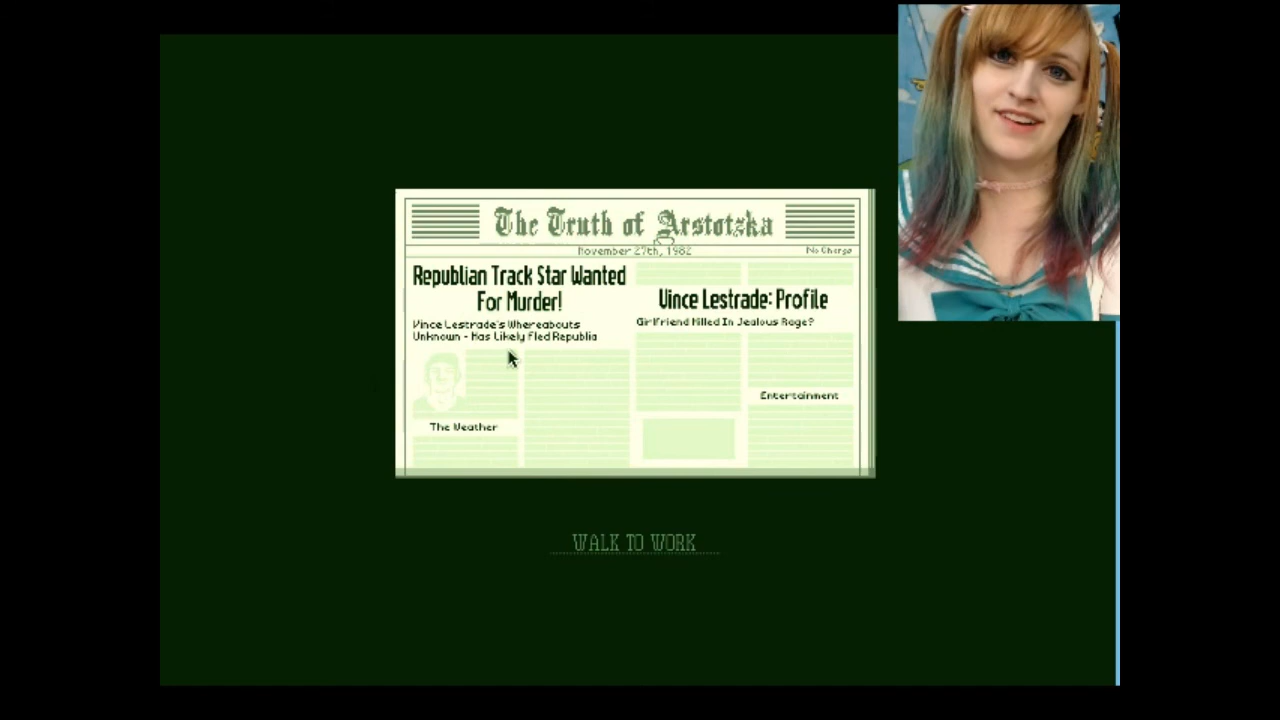 The Truth of Arstotzka
November 27th, 1982
No Charge
Republian Track Star Wanted
For Murder!
Vince Lestrade's Whereabouts
Unknown - Has Likely Fled Republia
The Weather
Vince Lestrade: Profile
Girlfriend Killed In Jealous Rage?
Entertainment
WALK TO WORK